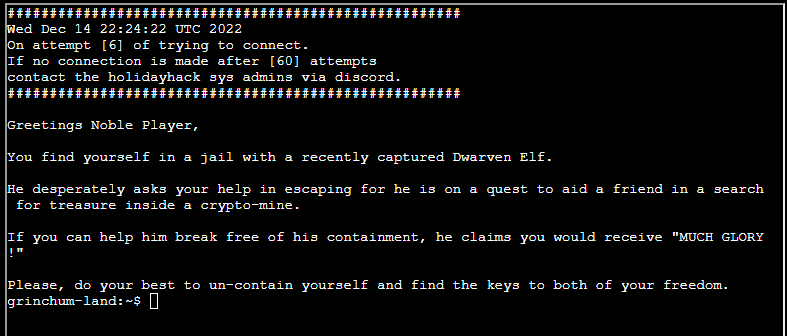 ########################################################
Wed Dec 14 22:24:22 UTC 2022
On attempt [6] of trying to connect.
If no connection is made after [60] attempts
contact the holidayhack sys admins via discord.
########################################################
Greetings Noble Player,
You find yourself in a jail with a recently captured Dwarven Elf.
He desperately asks your help in escaping for he is on a quest to aid a friend in a search
 for treasure inside a crypto-mine.
If you can help him break free of his containment, he claims you would receive "MUCH GLORY
!"
Please, do your best to un-contain yourself and find the keys to both of your freedom.
grinchum-land:~$